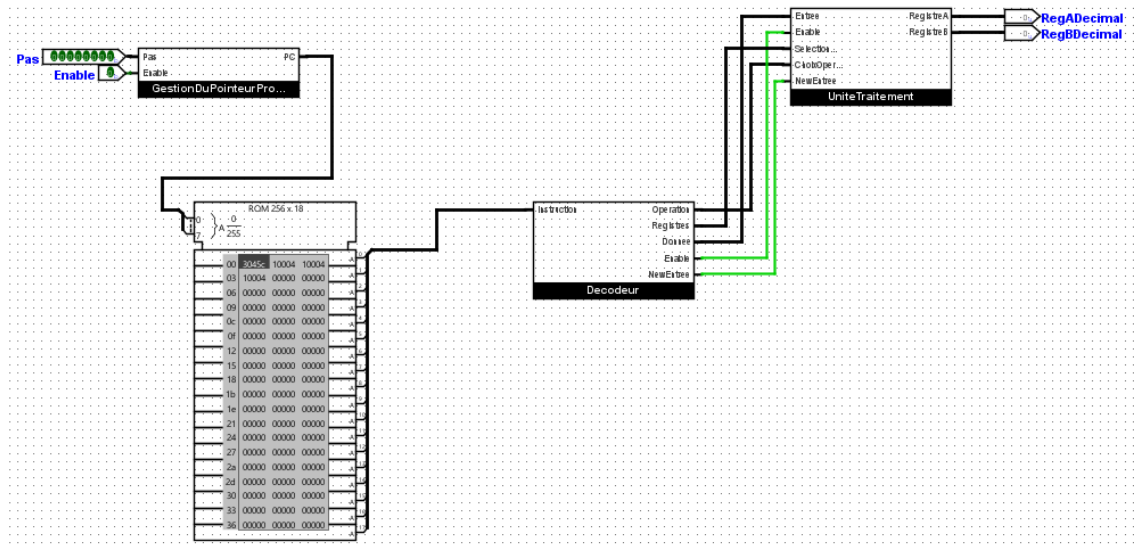 Entree RegistreA RegADecimal
Enable RegistreB RegBDecimal
Selection...
ChoixOper...
NewEntree
UniteTraitement
Pas Pas PC
Enable Enable
GestionDuPointeurPro...
ROM 256 x 18
0
7
A 0
255
Instruction Operation
Registres
Donnee
Enable
NewEntree
Decodeur
00 3045c 10004 10004
03 10004 00000 00000
06 00000 00000 00000
09 00000 00000 00000
0c 00000 00000 00000
0f 00000 00000 00000
12 00000 00000 00000
15 00000 00000 00000
18 00000 00000 00000
1b 00000 00000 00000
1e 00000 00000 00000
21 00000 00000 00000
24 00000 00000 00000
27 00000 00000 00000
2a 00000 00000 00000
2d 00000 00000 00000
30 00000 00000 00000
33 00000 00000 00000
36 00000 00000 00000